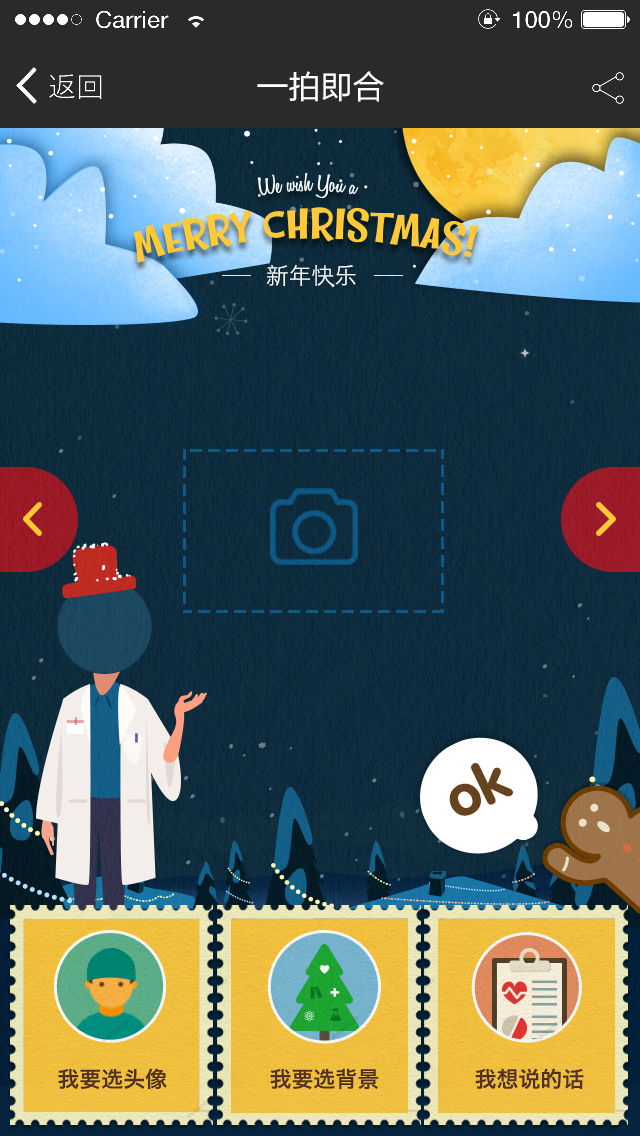 Carrier 100%
返回 一拍即合
We wish You a
MERRY CHRISTMAS!
新年快乐
ok
我要选头像 我要选背景 我想说的话